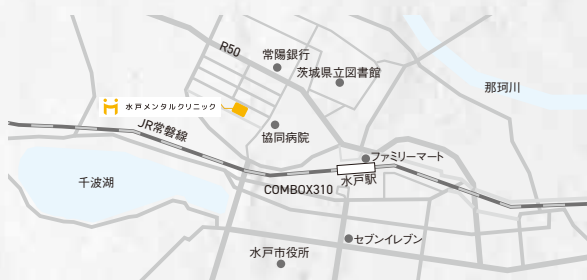 R50
常陽銀行
茨城県立図書館
那珂川
水戸メンタルクリニック
JR常磐線
協同病院
ファミリーマート
水戸駅
千波湖
COMBOX310
セブンイレブン
水戸市役所